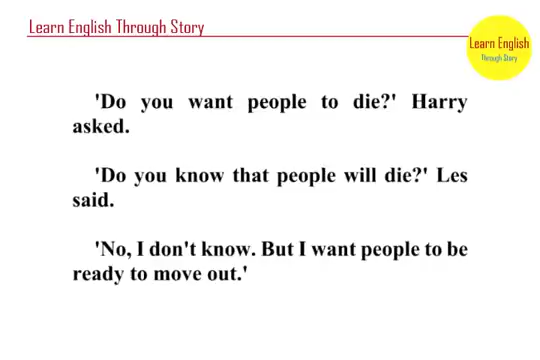 Learn English Through Story
Learn English
Through Story
'Do you want people to die?' Harry
asked.
'Do you know that people will die?' Les
said.
'No, I don't know. But I want people to be
ready to move out.'